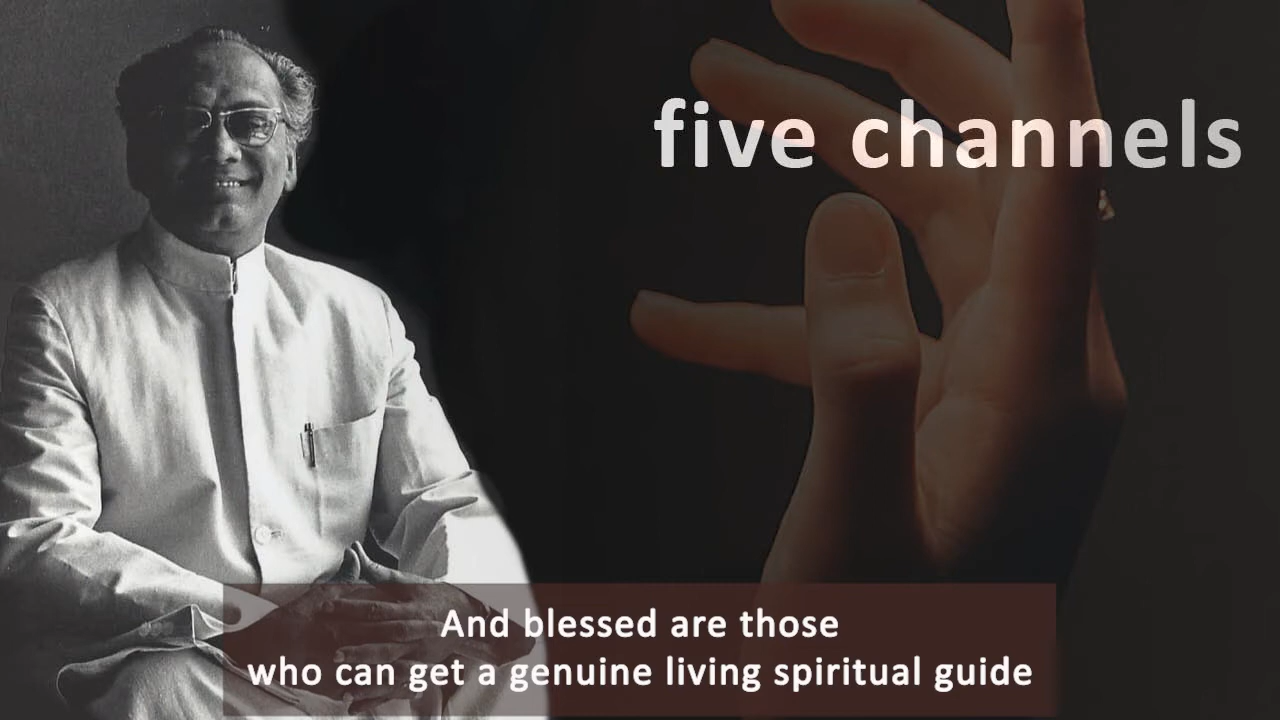 five channels
And blessed are those
who can get a genuine living spiritual guide